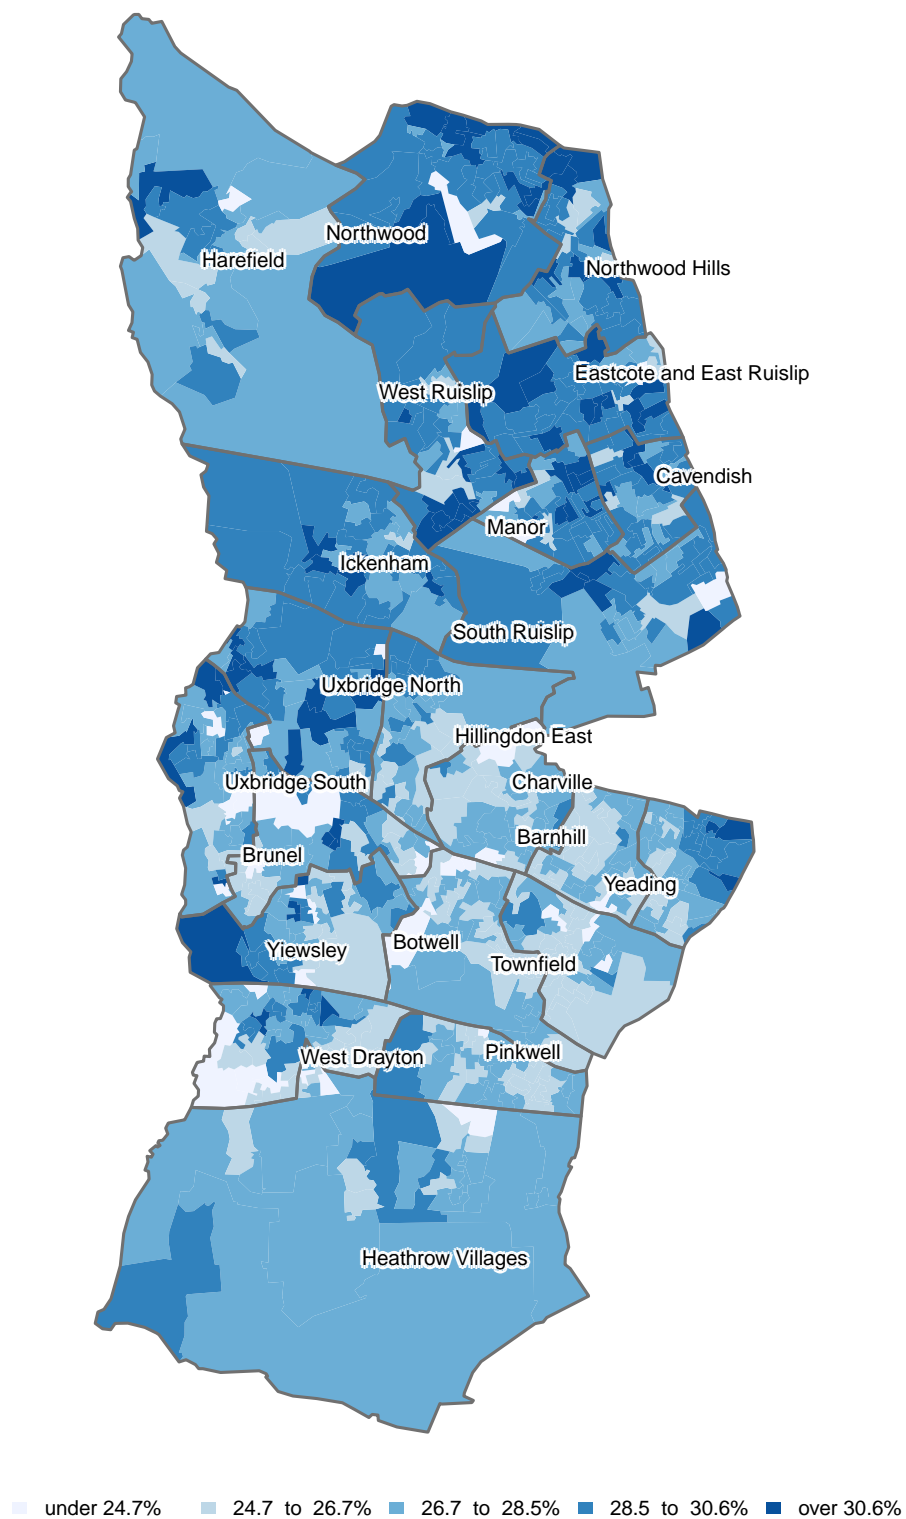 Northwood
Harefield
Northwood Hills
Eastcote and East Ruislip
West Ruislip
Cavendish
Manor
Ickenham
South Ruislip
Uxbridge North
Hillingdon East
Uxbridge South
Charville
Barnhill
Brunel
Yeading
Botwell
Yiewsley
Townfield
Pinkwell
West Drayton
Heathrow Villages
under 24.7%
24.7 to 26.7%
26.7 to 28.5%
28.5 to 30.6%
over 30.6%